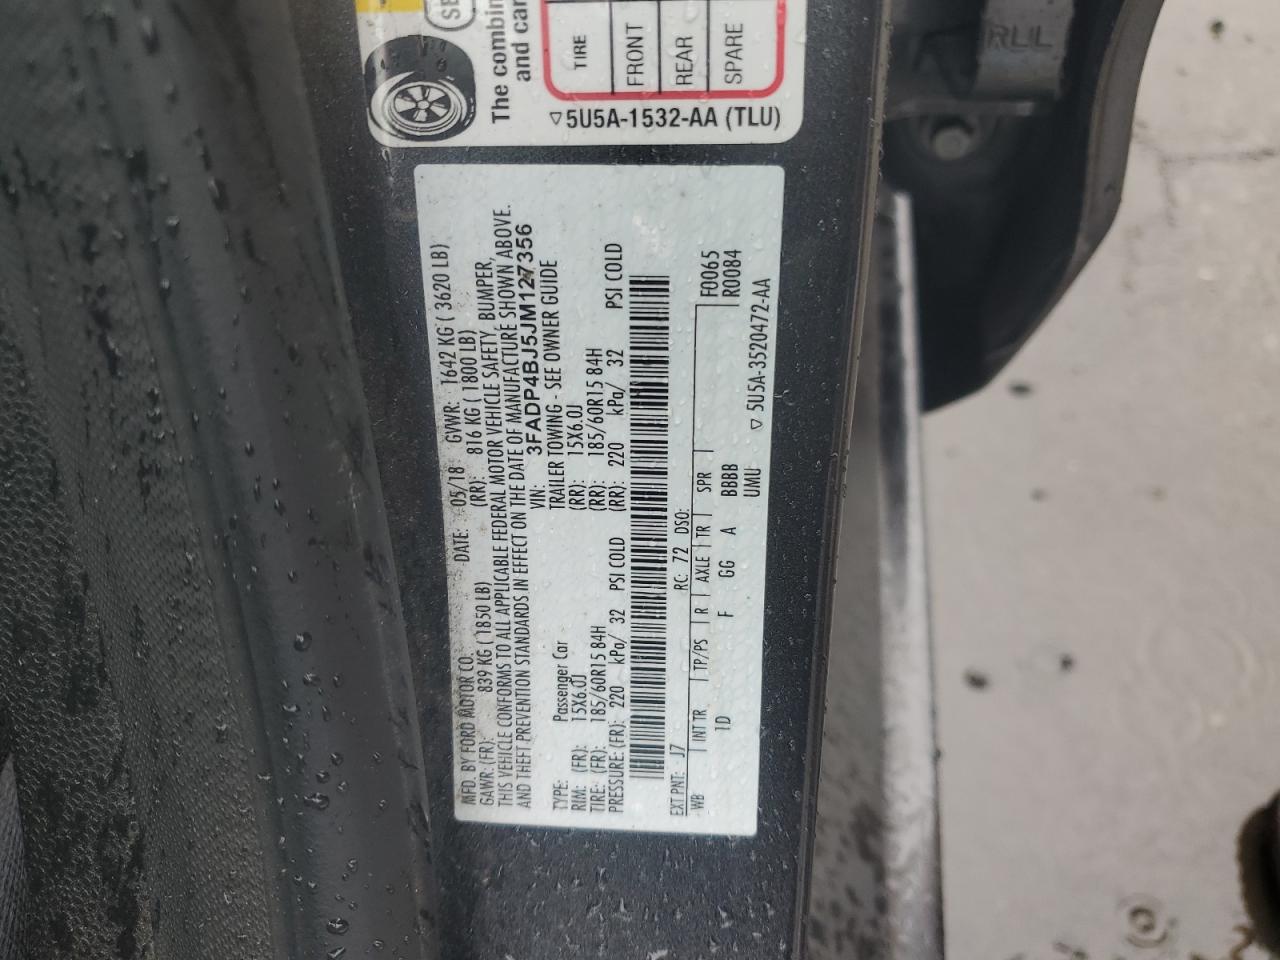 SE
The combin
and car
TIRE
FRONT
REAR
SPARE
▽5U5A-1532-AA (TLU)
MFD. BY FORD MOTOR CO. DATE: 05/18 GVWR: 1642 KG ( 3620 LB)
GAWR: (FR): 839 KG ( 1850 LB) (RR): 816 KG ( 1800 LB)
THIS VEHICLE CONFORMS TO ALL APPLICABLE FEDERAL MOTOR VEHICLE SAFETY, BUMPER,
AND THEFT PREVENTION STANDARDS IN EFFECT ON THE DATE OF MANUFACTURE SHOWN ABOVE.
VIN: 3FADP4BJ5JM127356
TYPE: Passenger Car TRAILER TOWING - SEE OWNER GUIDE
RIM: (FR): 15X6.0J (RR): 15X6.0J
TIRE: (FR): 185/60R15 84H (RR): 185/60R15 84H
PRESSURE: (FR): 220 kPa/ 32 PSI COLD (RR): 220 kPa/ 32 PSI COLD
EXT PNT: J7 RC: 72 DSO:
WB INT TR TP/PS R AXLE TR SPR F0065
1D F GG A BBBB R0084
UMU
▽ 5U5A-3520472-AA
RLL